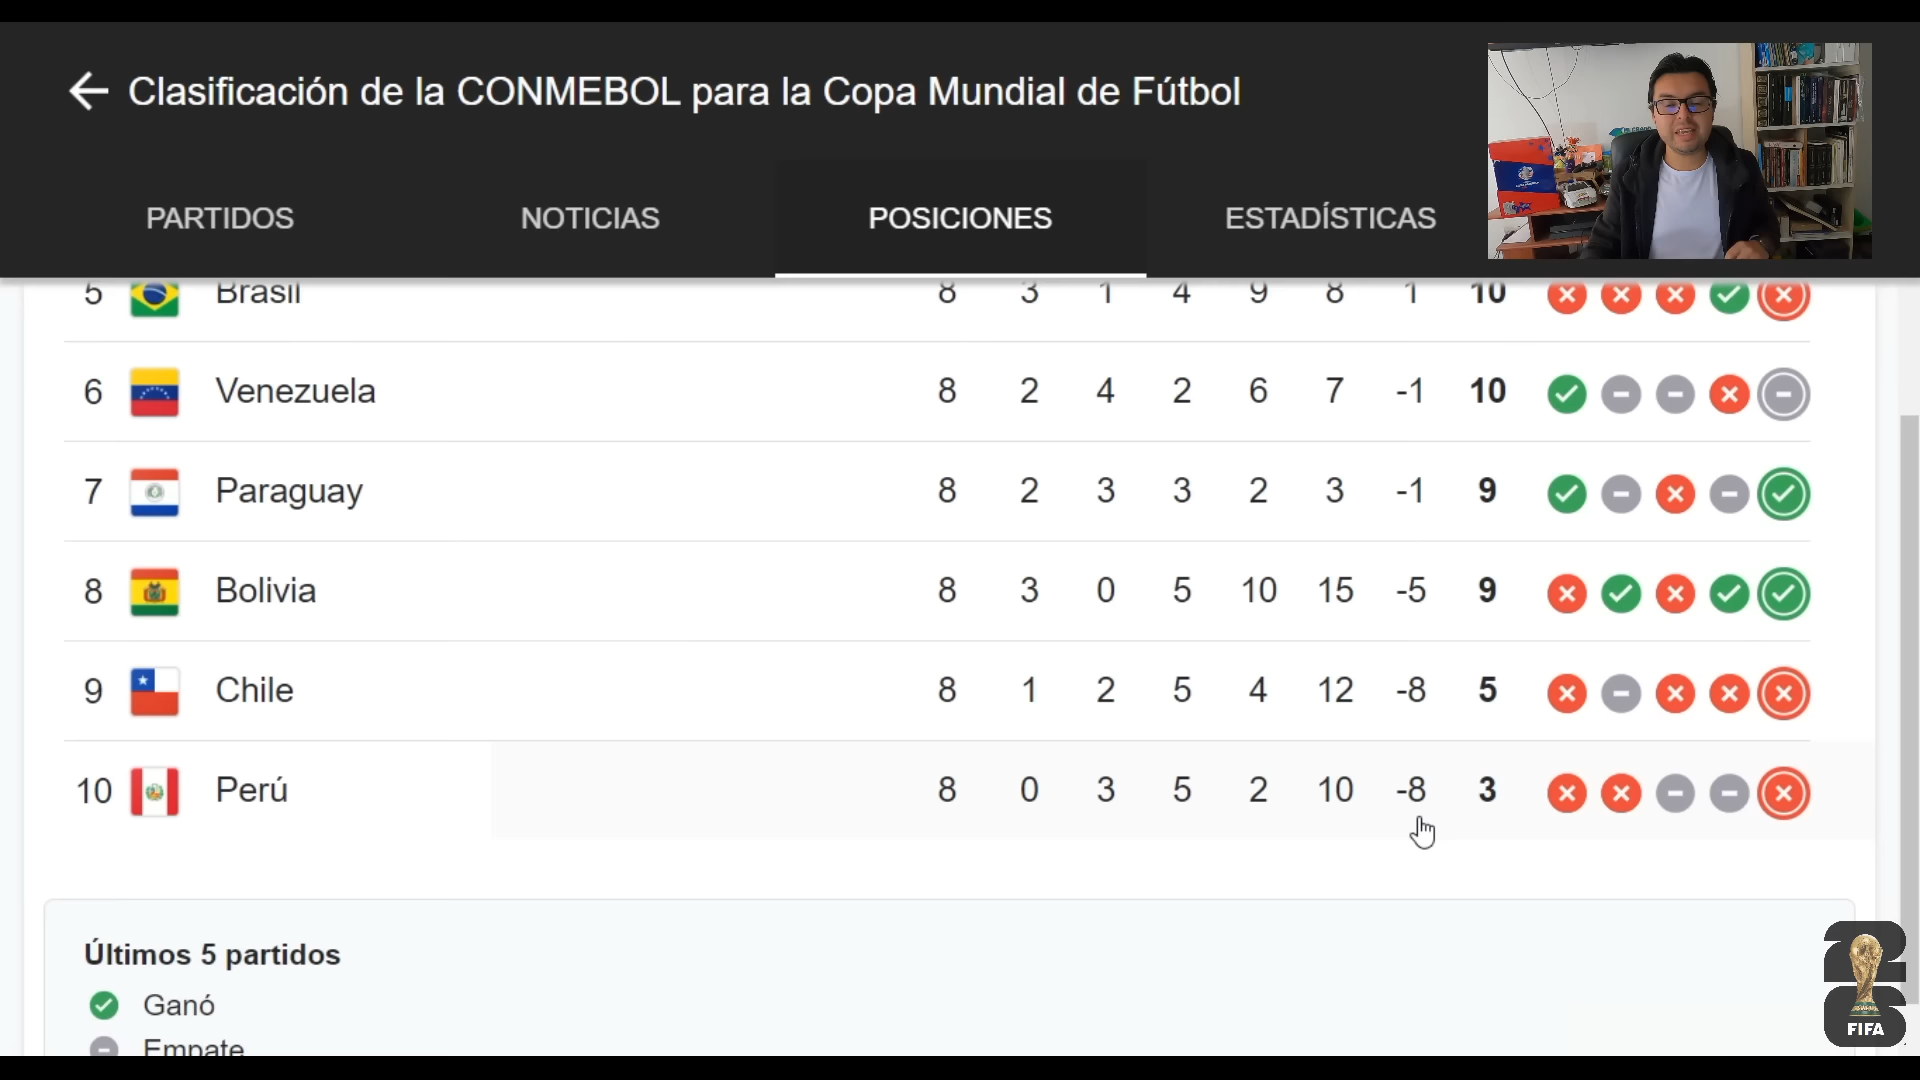 Clasificación de la CONMEBOL para la Copa Mundial de Fútbol
PARTIDOS NOTICIAS POSICIONES ESTADÍSTICAS
5 Brasil 8 3 1 4 9 8 1 10
6 Venezuela 8 2 4 2 6 7 -1 10
7 Paraguay 8 2 3 3 2 3 -1 9
8 Bolivia 8 3 0 5 10 15 -5 9
9 Chile 8 1 2 5 4 12 -8 5
10 Perú 8 0 3 5 2 10 -8 3
Últimos 5 partidos
Ganó
Empate
26
FIFA